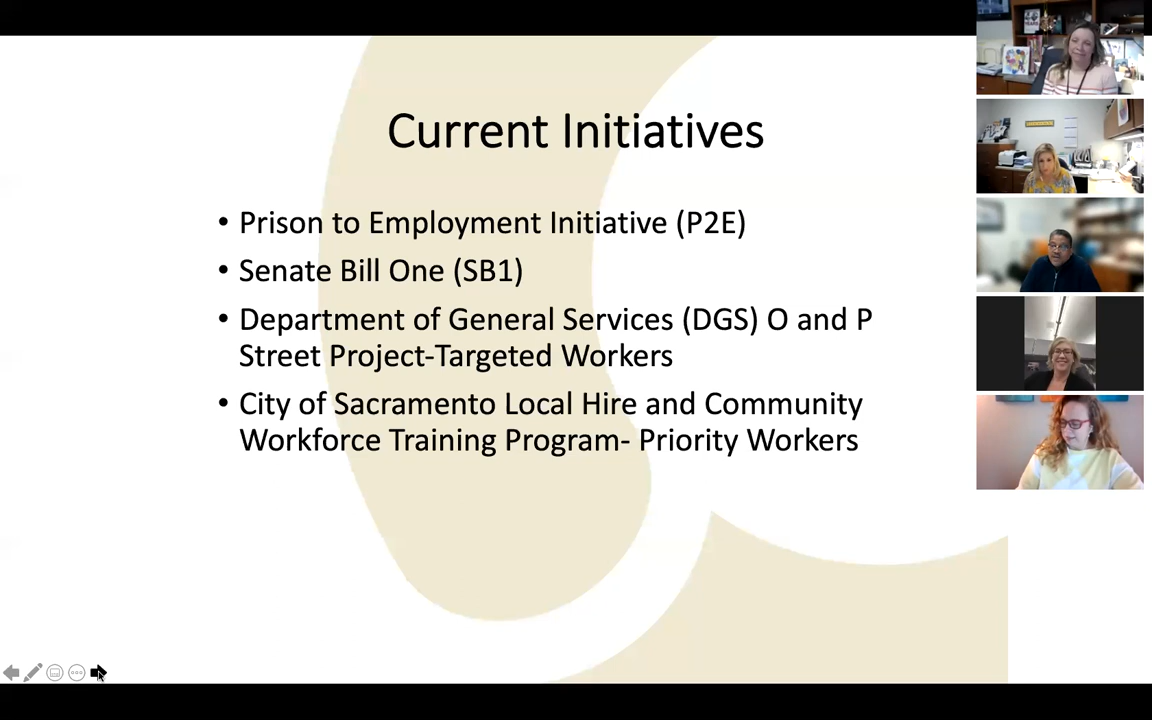 Current Initiatives
• Prison to Employment Initiative (P2E)
• Senate Bill One (SB1)
• Department of General Services (DGS) O and P
Street Project-Targeted Workers
• City of Sacramento Local Hire and Community
Workforce Training Program- Priority Workers